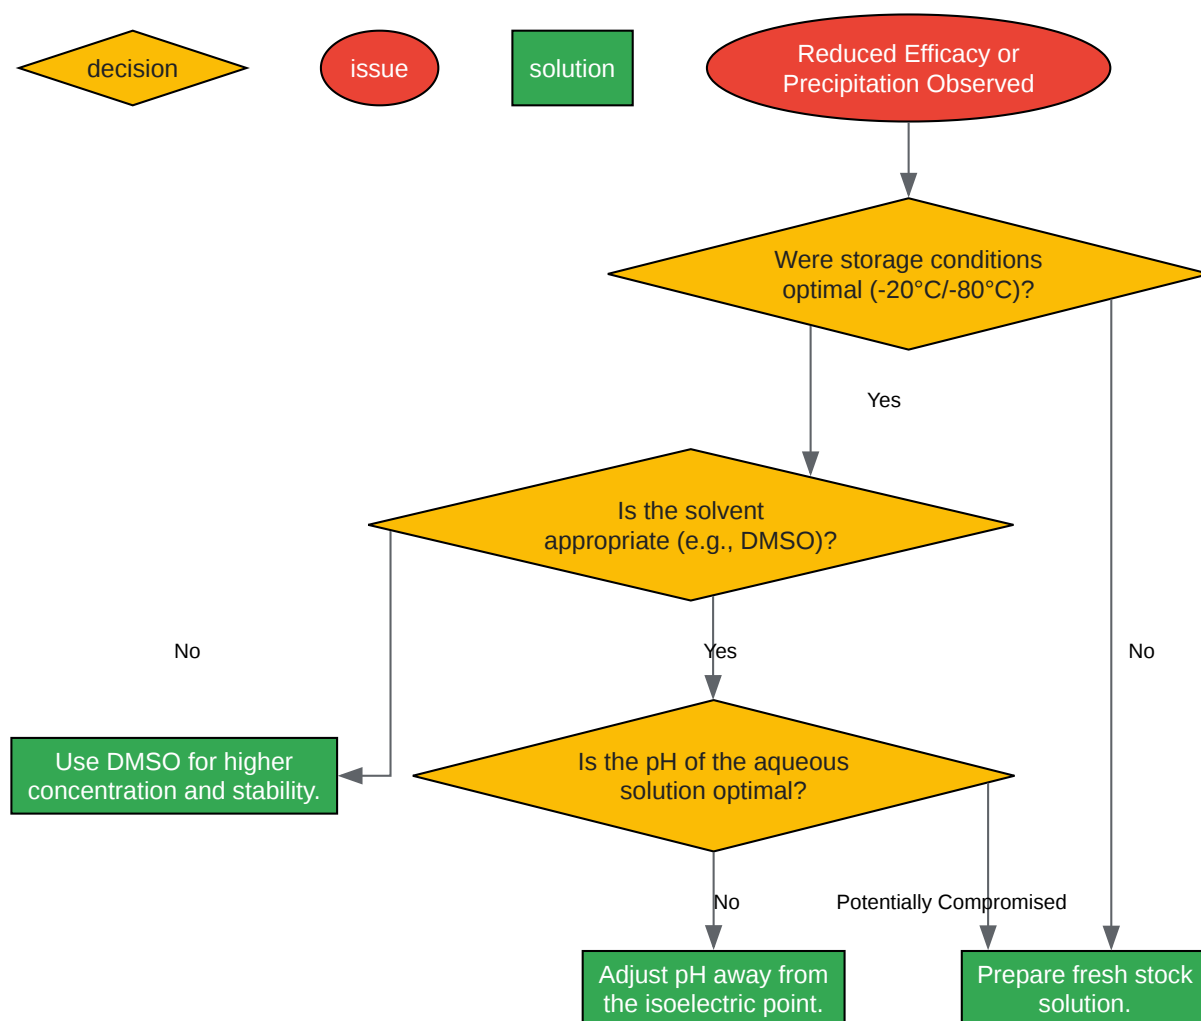 decision
issue
solution
Reduced Efficacy or
Precipitation Observed
Were storage conditions
optimal (-20°C/-80°C)?
Yes
Is the solvent
appropriate (e.g., DMSO)?
No
Yes
No
Use DMSO for higher
concentration and stability.
Is the pH of the aqueous
solution optimal?
No
Potentially Compromised
Adjust pH away from
the isoelectric point.
Prepare fresh stock
solution.